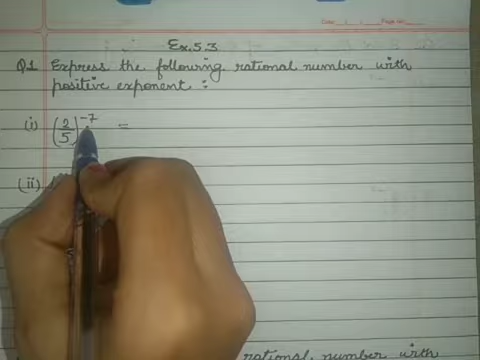 Ex.5.3
Q1 Express the following rational number with
positive exponent :
(i) (2/5)^-7 =
(ii)
rational number with